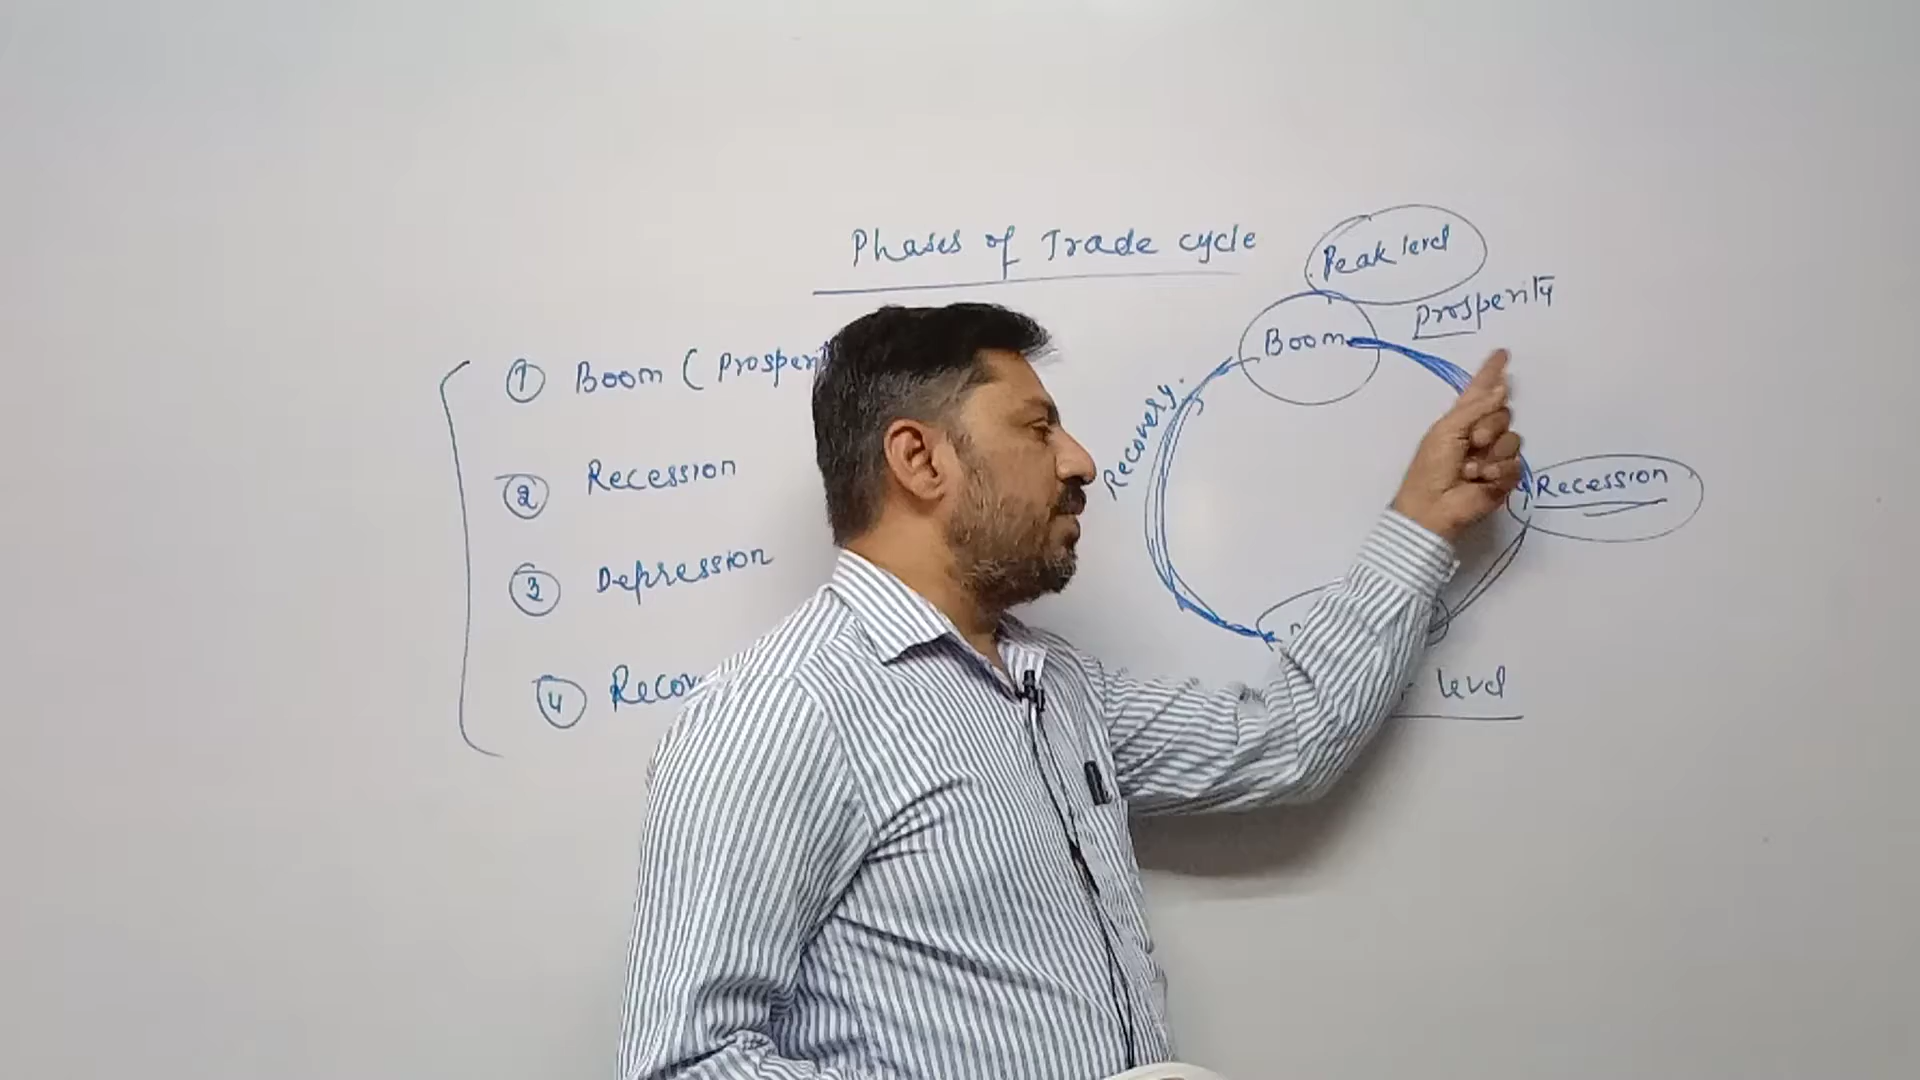 Phases of Trade cycle
① Boom ( Prosperi
② Recession
③ Depression
④ Recov
Peak level
Prosperity
Boom
Recovery.
Recession
level